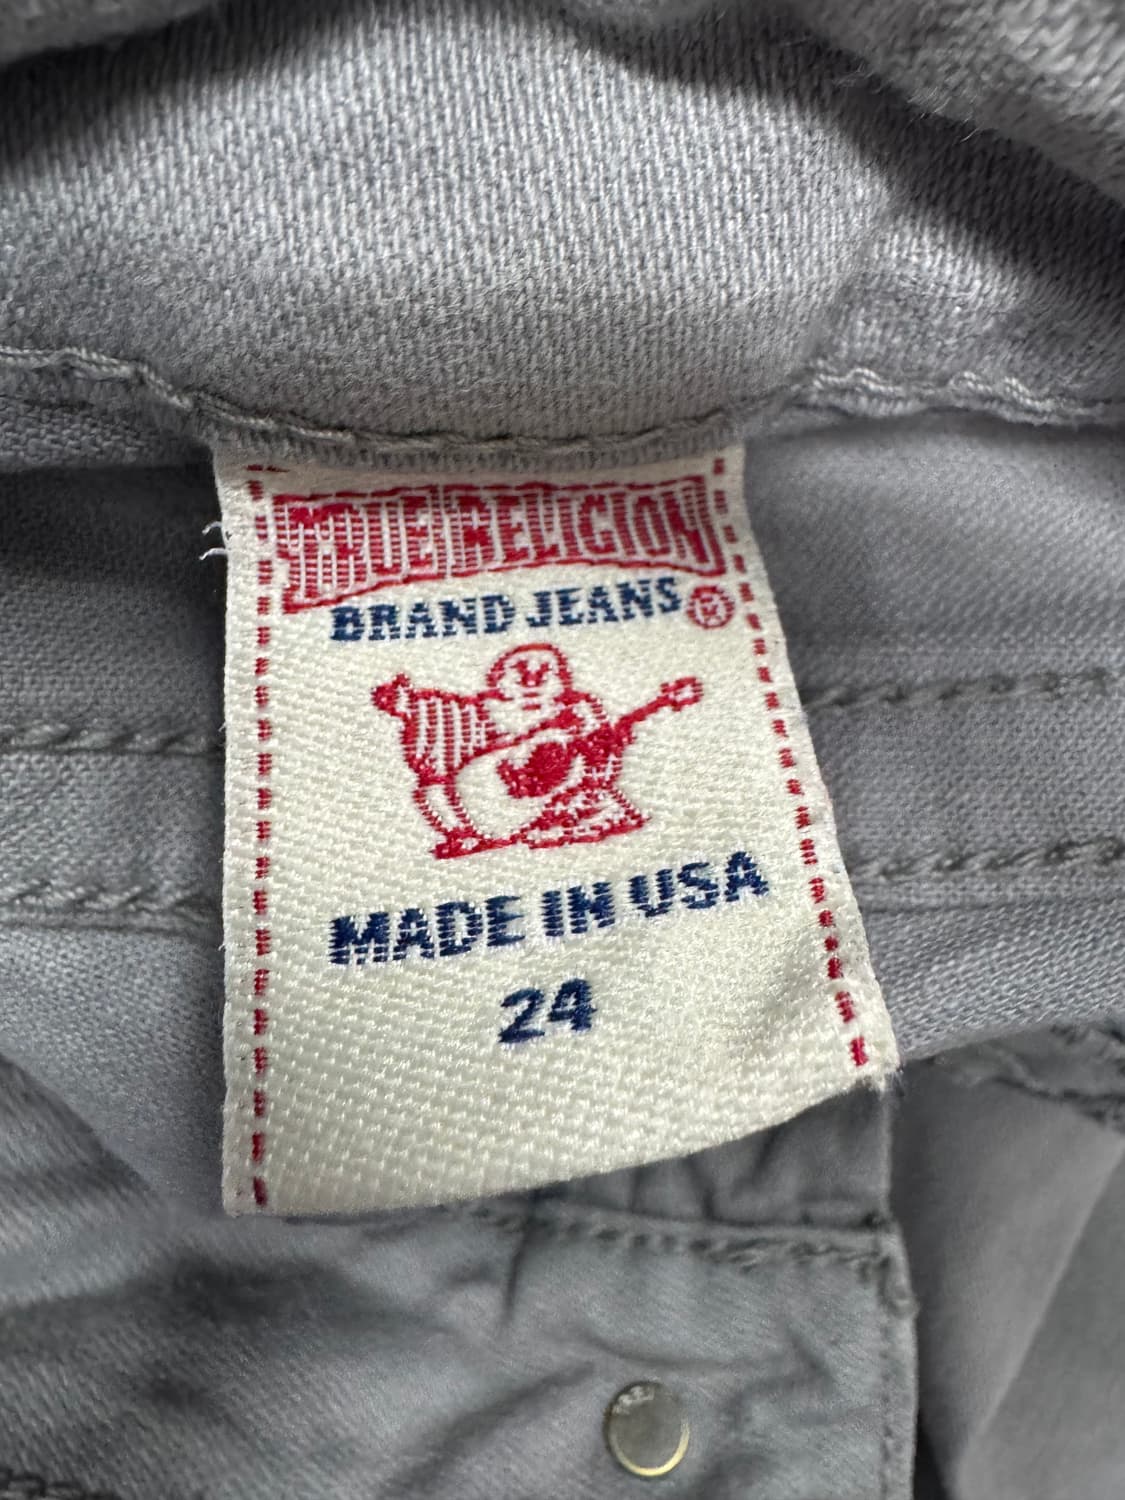 TRUE RELIGION
BRAND JEANS®
MADE IN USA
24